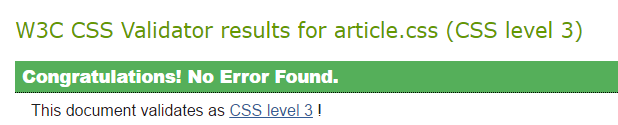 W3C CSS Validator results for article.css (CSS level 3)
Congratulations! No Error Found.
This document validates as CSS level 3 !